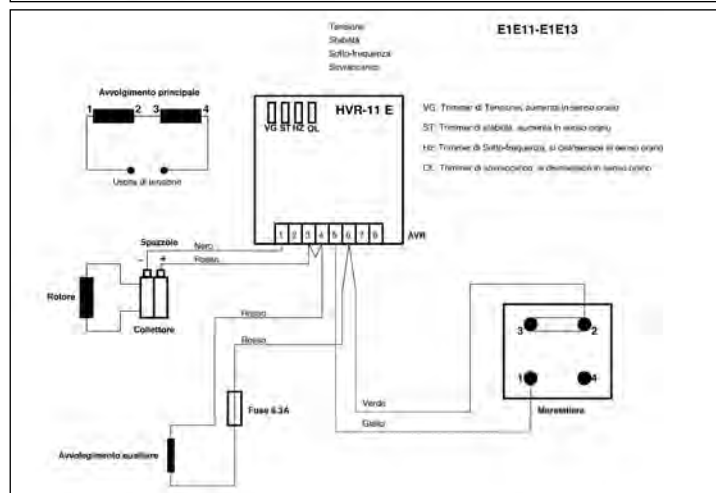 Tensione
Stabilità
Sotto-frequenza
Sovraccarico
E1E11-E1E13
Avvolgimento principale
1 2 3 4
Uscita di tensione
HVR-11 E
VG ST HZ OL
VG: Trimmer di Tensione, aumenta in senso orario
ST: Trimmer di stabilità, aumenta in senso orario
Hz: Trimmer di Sotto-frequenza, si disinserisce in senso orario
OL: Trimmer di sovraccarico, si disinserisce in senso orario
1 2 3 4 5 6 7 8
AVR
Spazzole
- +
Nero
Rosso
Rotore
Collettore
Rosso
Rosso
3 2
1 4
Morsettiera
Verde
Giallo
Fuse 6.3A
Avvolgimento ausiliare